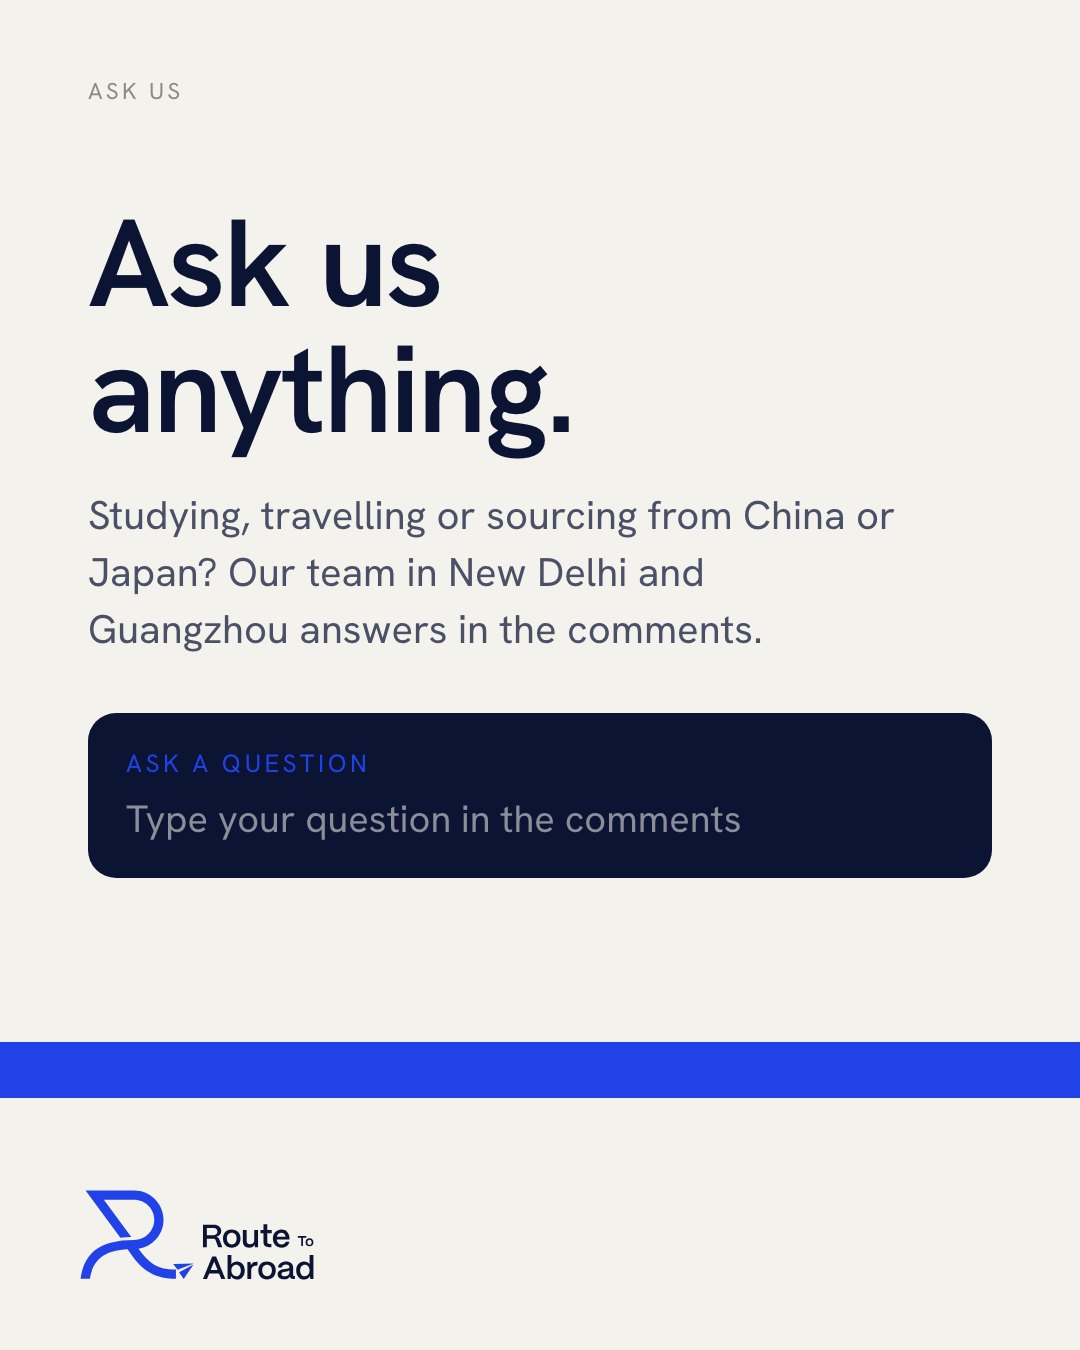 ASK US
Ask us
anything.
Studying, travelling or sourcing from China or
Japan? Our team in New Delhi and
Guangzhou answers in the comments.
ASK A QUESTION
Type your question in the comments
Route To
Abroad